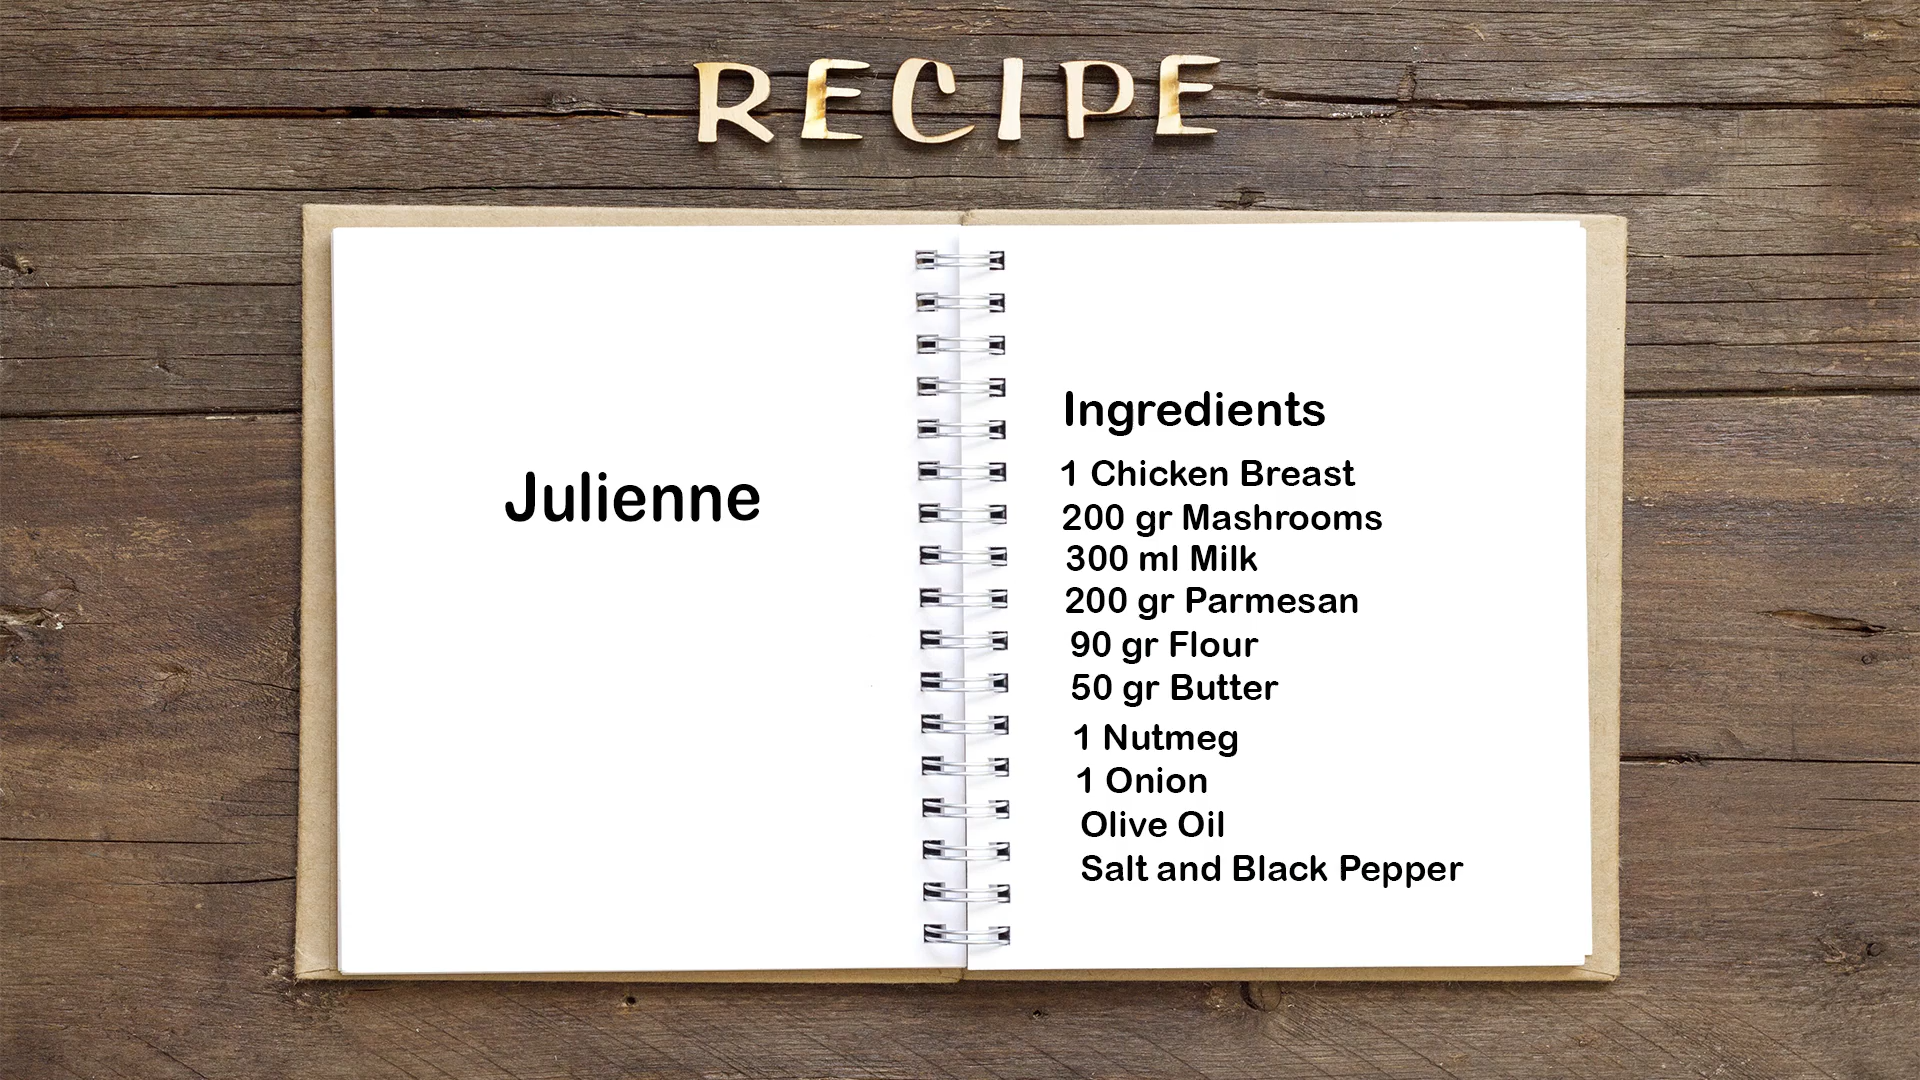 RECIPE
Julienne
Ingredients
1 Chicken Breast
200 gr Mashrooms
300 ml Milk
200 gr Parmesan
90 gr Flour
50 gr Butter
1 Nutmeg
1 Onion
Olive Oil
Salt and Black Pepper